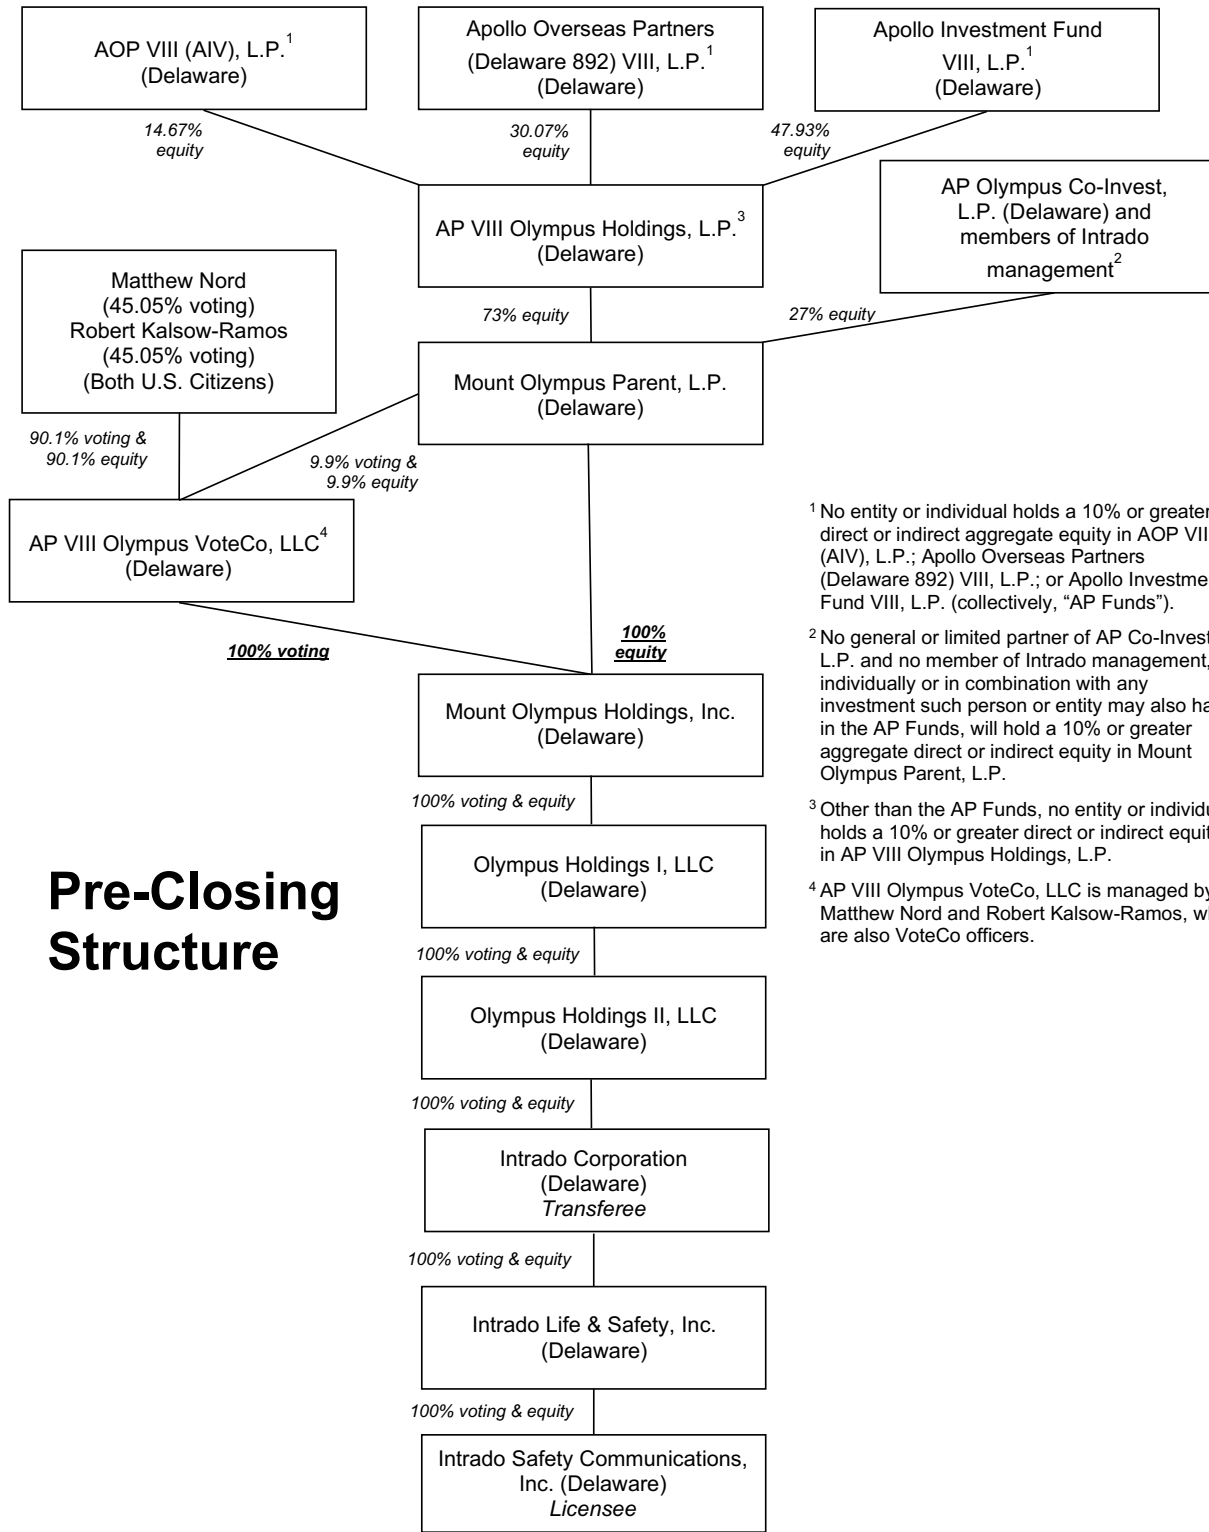 AOP VIII (AIV), L.P.1
(Delaware)
Apollo Overseas Partners
(Delaware 892) VIII, L.P.1
(Delaware)
Apollo Investment Fund
VIII, L.P.1
(Delaware)
14.67%
equity
30.07%
equity
47.93%
equity
AP VIII Olympus Holdings, L.P.3
(Delaware)
AP Olympus Co-Invest,
L.P. (Delaware) and
members of Intrado
management2
Matthew Nord
(45.05% voting)
Robert Kalsow-Ramos
(45.05% voting)
(Both U.S. Citizens)
73% equity
27% equity
Mount Olympus Parent, L.P.
(Delaware)
90.1% voting &
90.1% equity
9.9% voting &
9.9% equity
AP VIII Olympus VoteCo, LLC4
(Delaware)
100% voting
100%
equity
Mount Olympus Holdings, Inc.
(Delaware)
100% voting & equity
Olympus Holdings I, LLC
(Delaware)
100% voting & equity
Olympus Holdings II, LLC
(Delaware)
100% voting & equity
Intrado Corporation
(Delaware)
Transferee
100% voting & equity
Intrado Life & Safety, Inc.
(Delaware)
100% voting & equity
Intrado Safety Communications,
Inc. (Delaware)
Licensee
Pre-Closing
Structure
1 No entity or individual holds a 10% or greater
direct or indirect aggregate equity in AOP VII
(AIV), L.P.; Apollo Overseas Partners
(Delaware 892) VIII, L.P.; or Apollo Investme
Fund VIII, L.P. (collectively, “AP Funds”).
2 No general or limited partner of AP Co-Invest
L.P. and no member of Intrado management,
individually or in combination with any
investment such person or entity may also ha
in the AP Funds, will hold a 10% or greater
aggregate direct or indirect equity in Mount
Olympus Parent, L.P.
3 Other than the AP Funds, no entity or individu
holds a 10% or greater direct or indirect equit
in AP VIII Olympus Holdings, L.P.
4 AP VIII Olympus VoteCo, LLC is managed by
Matthew Nord and Robert Kalsow-Ramos, w
are also VoteCo officers.